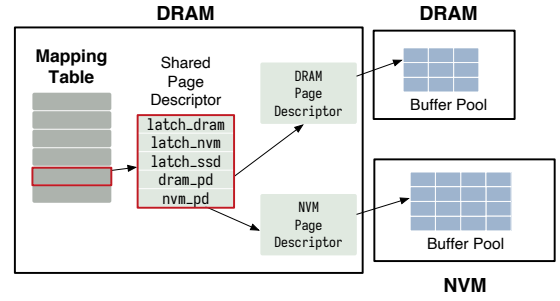 DRAM
DRAM
Mapping
Table
Shared
Page
Descriptor
latch_dram
latch_nvm
latch_ssd
dram_pd
nvm_pd
DRAM
Page
Descriptor
NVM
Page
Descriptor
Buffer Pool
Buffer Pool
NVM